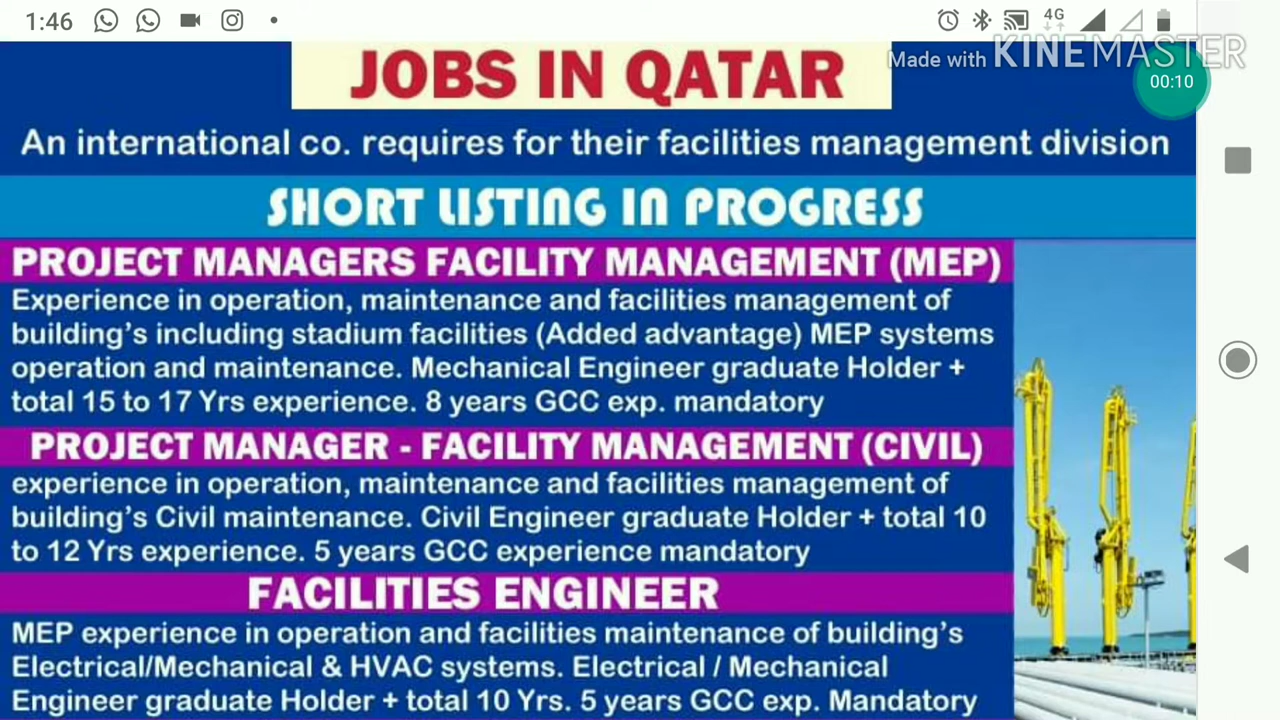 1:46
4G
Made with KINEMASTER
00:10
JOBS IN QATAR
An international co. requires for their facilities management division
SHORT LISTING IN PROGRESS
PROJECT MANAGERS FACILITY MANAGEMENT (MEP)
Experience in operation, maintenance and facilities management of
building's including stadium facilities (Added advantage) MEP systems
operation and maintenance. Mechanical Engineer graduate Holder +
total 15 to 17 Yrs experience. 8 years GCC exp. mandatory
PROJECT MANAGER - FACILITY MANAGEMENT (CIVIL)
experience in operation, maintenance and facilities management of
building's Civil maintenance. Civil Engineer graduate Holder + total 10
to 12 Yrs experience. 5 years GCC experience mandatory
FACILITIES ENGINEER
MEP experience in operation and facilities maintenance of building's
Electrical/Mechanical & HVAC systems. Electrical / Mechanical
Engineer graduate Holder + total 10 Yrs. 5 years GCC exp. Mandatory